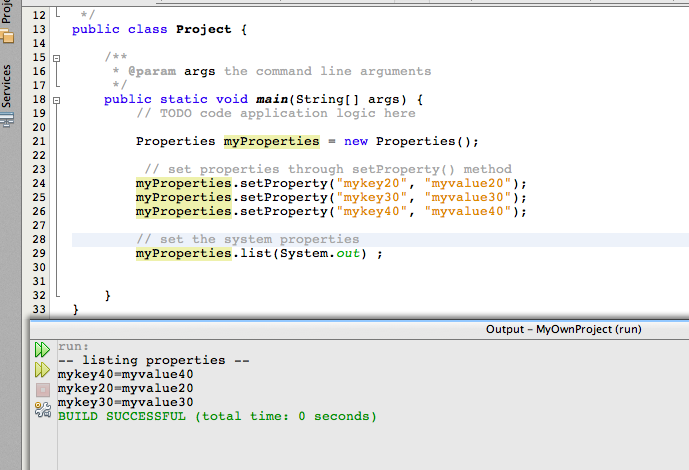 Proje
Services
12 */
13 public class Project {
14
15 /**
16 * @param args the command line arguments
17 */
18 public static void main(String[] args) {
19 // TODO code application logic here
20
21 Properties myProperties = new Properties();
22
23 // set properties through setProperty() method
24 myProperties.setProperty("mykey20", "myvalue20");
25 myProperties.setProperty("mykey30", "myvalue30");
26 myProperties.setProperty("mykey40", "myvalue40");
27
28 // set the system properties
29 myProperties.list(System.out) ;
30
31
32 }
33 }
Output - MyOwnProject (run)
run:
-- listing properties --
mykey40=myvalue40
mykey20=myvalue20
mykey30=myvalue30
BUILD SUCCESSFUL (total time: 0 seconds)